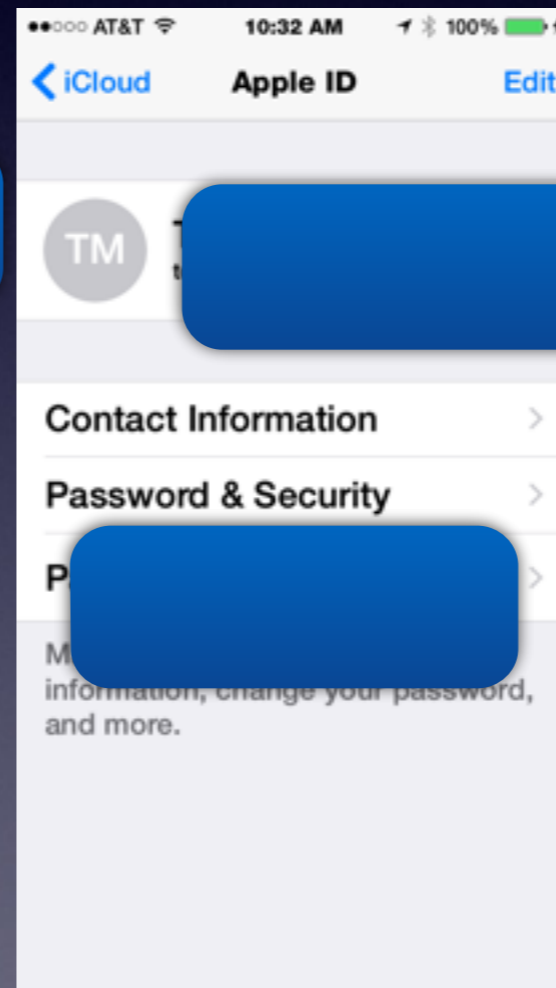 AT&T 10:32 AM 100%
iCloud Apple ID Edit
TM
Contact Information
Password & Security
information, change your password,
and more.